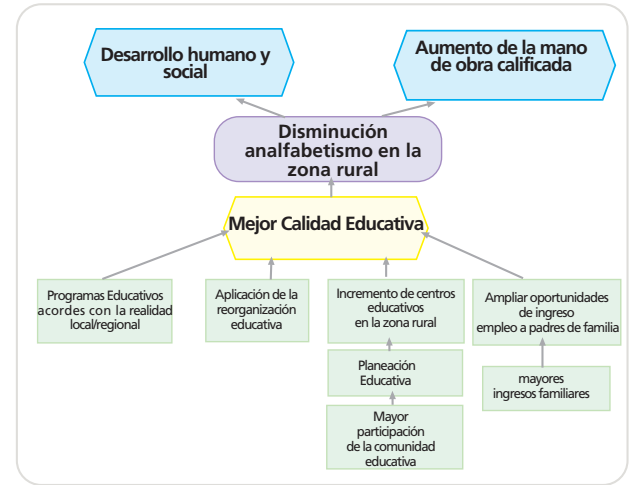 Desarrollo humano y
social
Aumento de la mano
de obra calificada
Disminución
analfabetismo en la
zona rural
Mejor Calidad Educativa
Programas Educativos
acordes con la realidad
local/regional
Aplicación de la
reorganización
educativa
Incremento de centros
educativos
en la zona rural
Ampliar oportunidades
de ingreso
empleo a padres de familia
Planeación
Educativa
mayores
ingresos familiares
Mayor
participación
de la comunidad
educativa